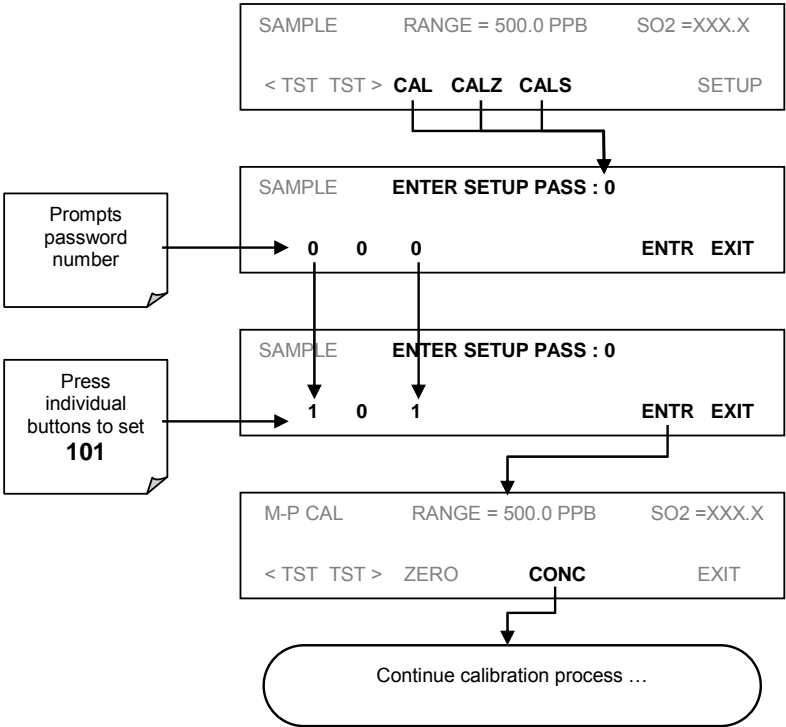 SAMPLE RANGE = 500.0 PPB SO2 =XXX.X
< TST TST > CAL CALZ CALS SETUP
SAMPLE ENTER SETUP PASS : 0
Prompts
password
number
0 0 0 ENTR EXIT
SAMPLE ENTER SETUP PASS : 0
Press
individual
buttons to set
101
1 0 1 ENTR EXIT
M-P CAL RANGE = 500.0 PPB SO2 =XXX.X
< TST TST > ZERO CONC EXIT
Continue calibration process …